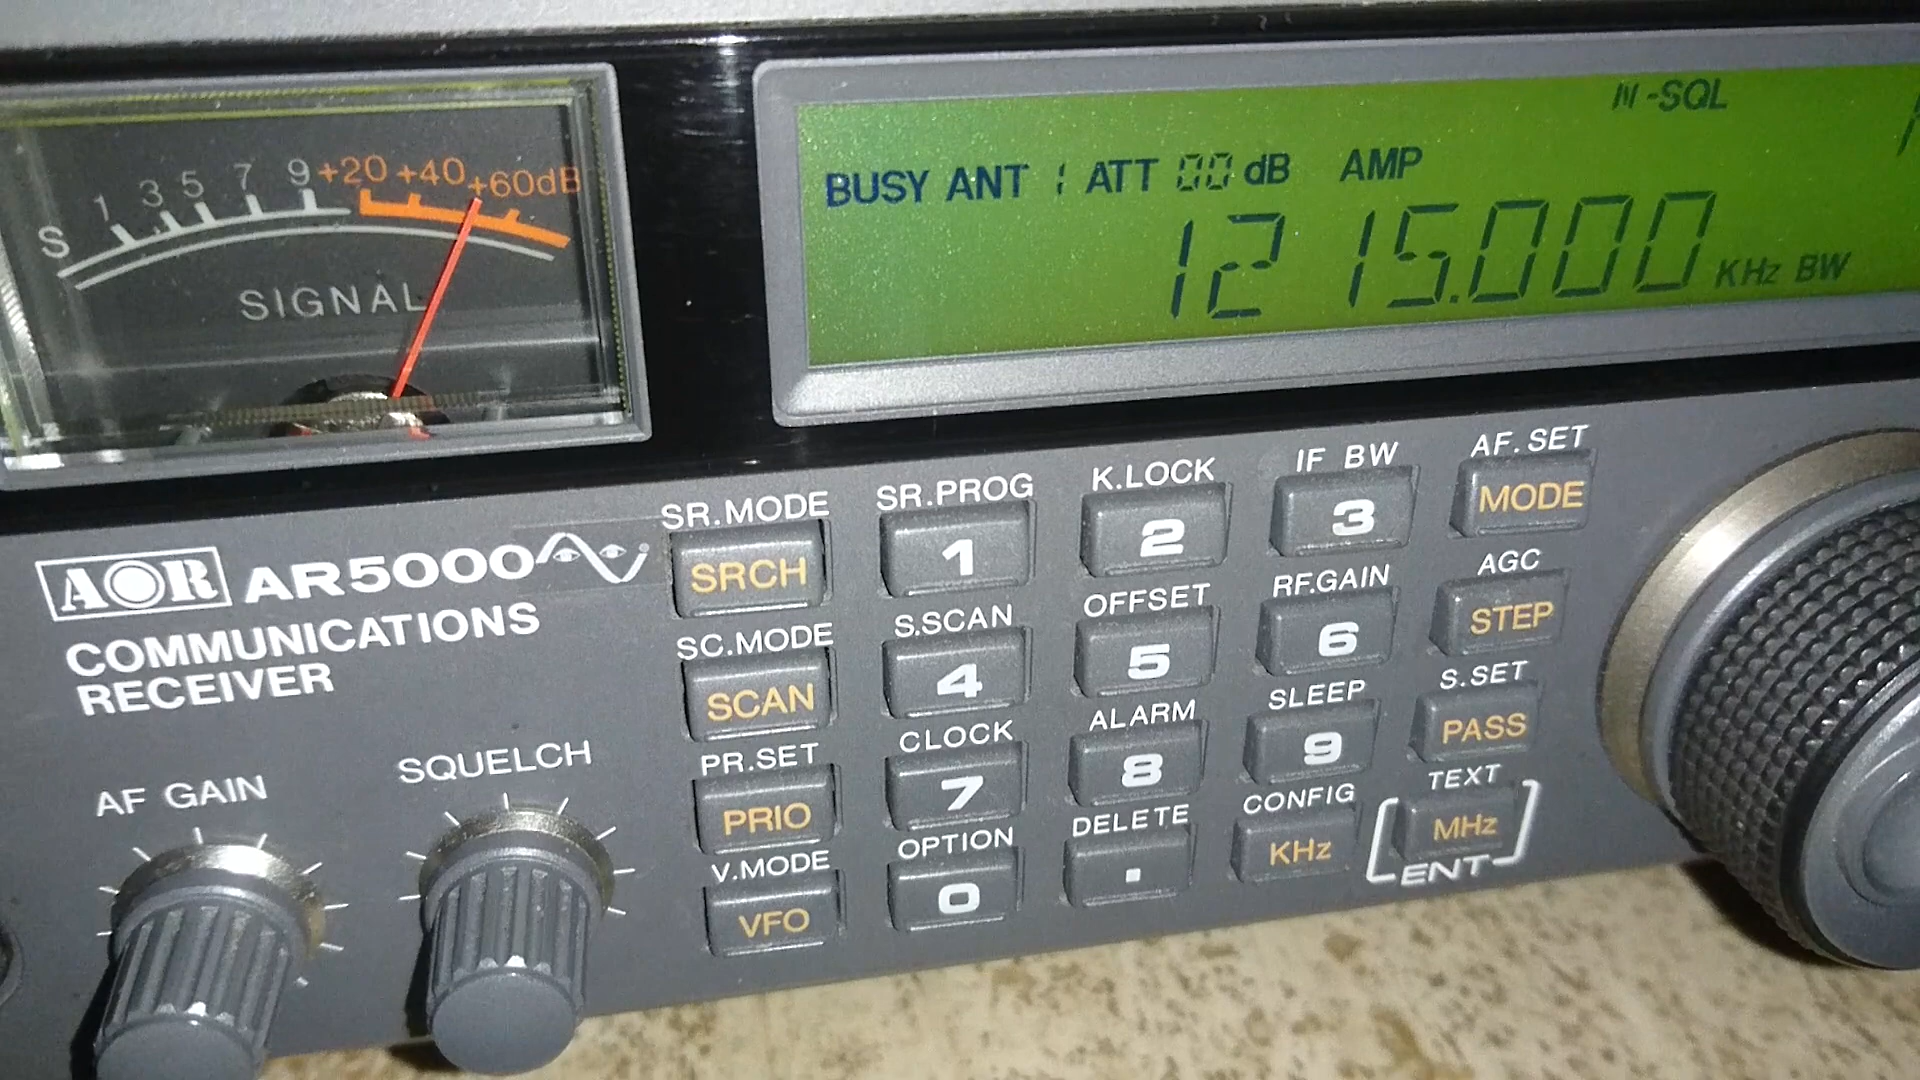 1 3 5 7 9 +20 +40 +60dB
S
SIGNAL
N-SQL
BUSY ANT 1 ATT 00 dB AMP
1215.000 KHz BW
AOR AR5000
COMMUNICATIONS
RECEIVER
AF GAIN
SQUELCH
SR.MODE SR.PROG K.LOCK IF BW AF.SET
SRCH 1 2 3 MODE
SC.MODE S.SCAN OFFSET RF.GAIN AGC
SCAN 4 5 6 STEP
PR.SET CLOCK ALARM SLEEP S.SET
PRIO 7 8 9 PASS
V.MODE OPTION DELETE CONFIG TEXT
VFO 0 . KHz MHz
ENT